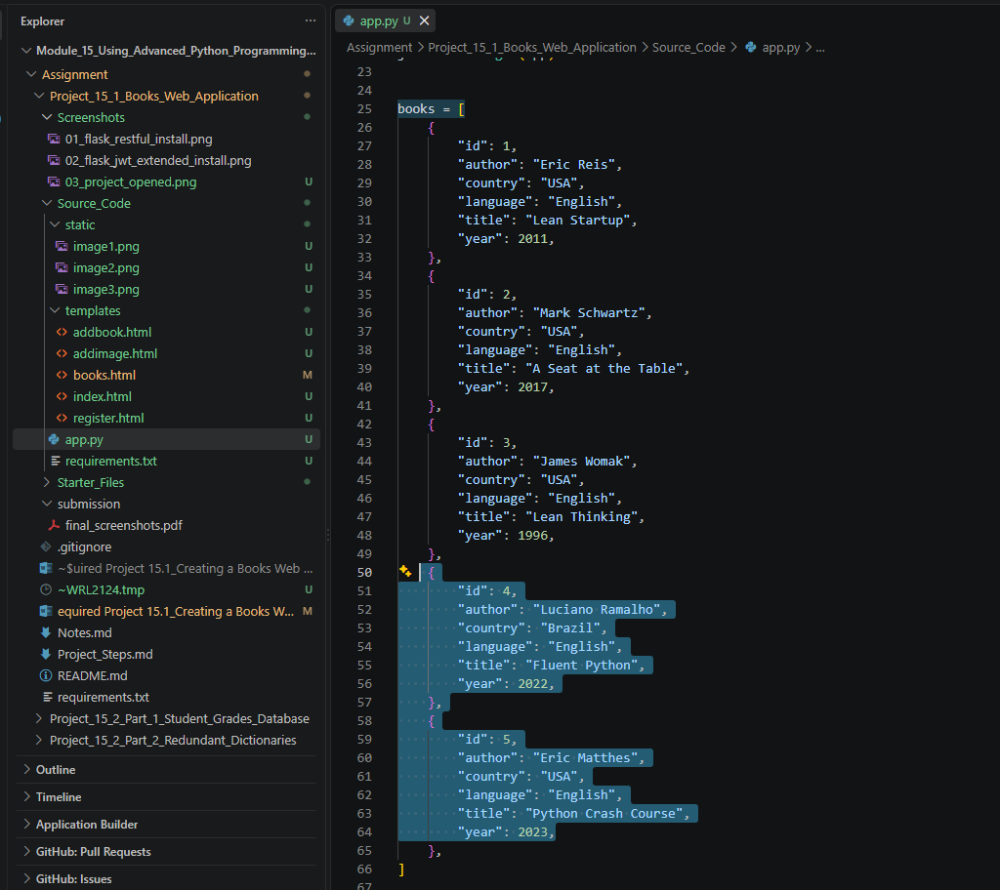 Explorer
Module_15_Using_Advanced_Python_Programming...
Assignment
Project_15_1_Books_Web_Application
Screenshots
01_flask_restful_install.png
02_flask_jwt_extended_install.png
03_project_opened.png U
Source_Code
static
image1.png U
image2.png U
image3.png U
templates
addbook.html U
addimage.html U
books.html M
index.html U
register.html U
app.py U
requirements.txt U
Starter_Files
submission
final_screenshots.pdf
.gitignore
~$uired Project 15.1_Creating a Books Web ...
~WRL2124.tmp U
equired Project 15.1_Creating a Books W... M
Notes.md
Project_Steps.md
README.md
requirements.txt
Project_15_2_Part_1_Student_Grades_Database
Project_15_2_Part_2_Redundant_Dictionaries
Outline
Timeline
Application Builder
GitHub: Pull Requests
GitHub: Issues
app.py U
Assignment > Project_15_1_Books_Web_Application > Source_Code > app.py > ...
23
24
25 books = [
26 {
27 "id": 1,
28 "author": "Eric Reis",
29 "country": "USA",
30 "language": "English",
31 "title": "Lean Startup",
32 "year": 2011,
33 },
34 {
35 "id": 2,
36 "author": "Mark Schwartz",
37 "country": "USA",
38 "language": "English",
39 "title": "A Seat at the Table",
40 "year": 2017,
41 },
42 {
43 "id": 3,
44 "author": "James Womak",
45 "country": "USA",
46 "language": "English",
47 "title": "Lean Thinking",
48 "year": 1996,
49 },
50 {
51 "id": 4,
52 "author": "Luciano Ramalho",
53 "country": "Brazil",
54 "language": "English",
55 "title": "Fluent Python",
56 "year": 2022,
57 },
58 {
59 "id": 5,
60 "author": "Eric Matthes",
61 "country": "USA",
62 "language": "English",
63 "title": "Python Crash Course",
64 "year": 2023,
65 },
66 ]
67